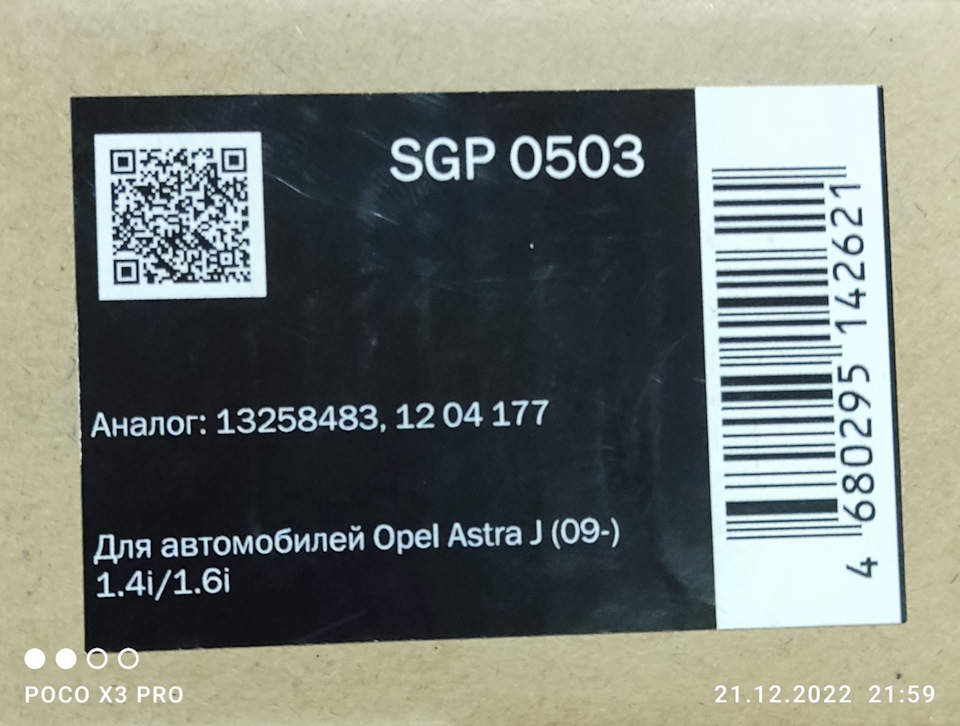 SGP 0503
Аналог: 13258483, 12 04 177
Для автомобилей Opel Astra J (09-)
1.4i/1.6i
4 680295 142621
POCO X3 PRO
21.12.2022 21:59